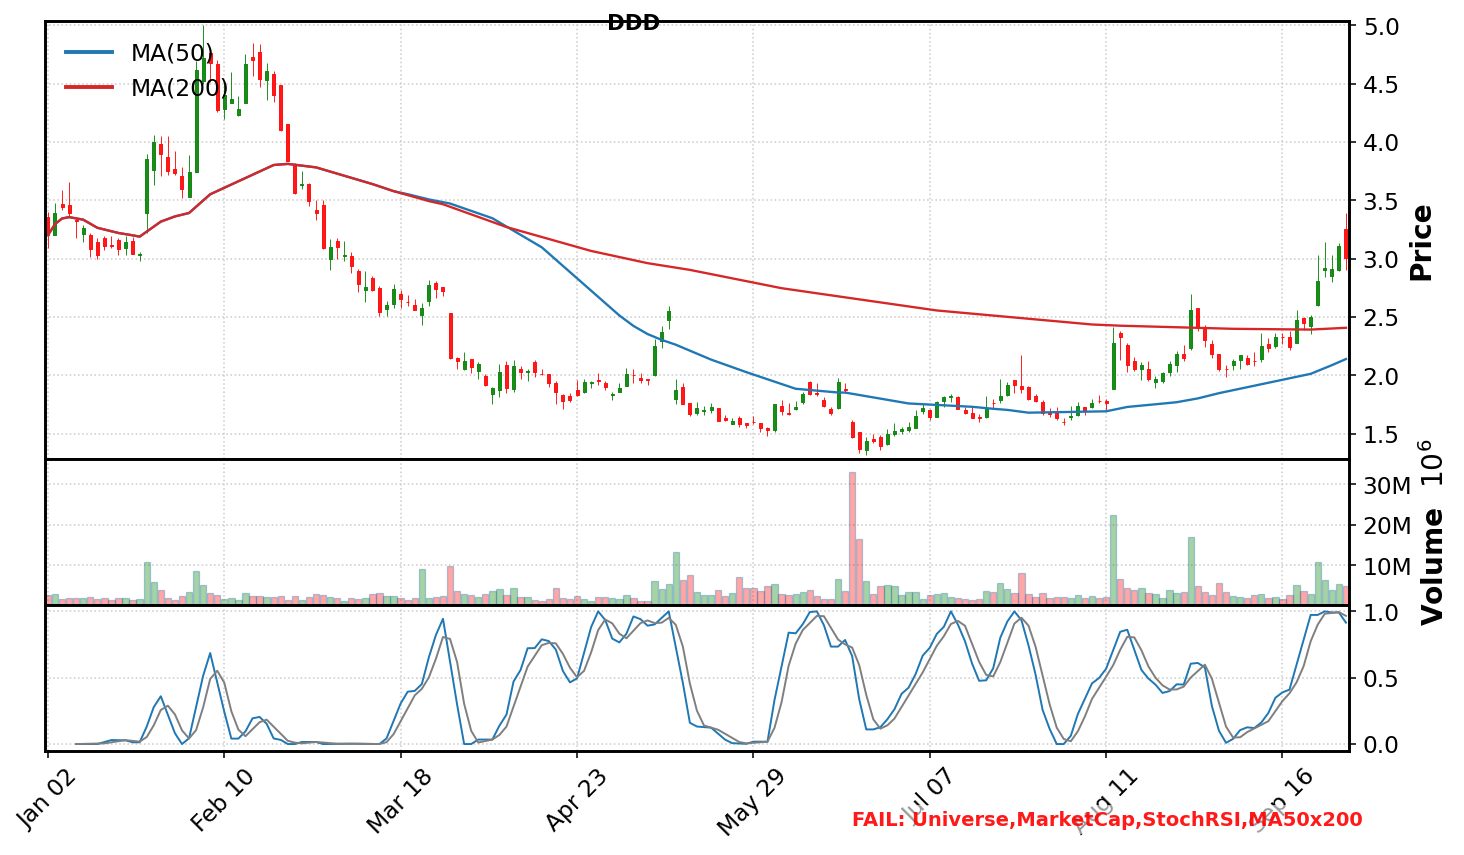 DDD
MA(50)
MA(200)
5.0
4.5
4.0
3.5
3.0
2.5
2.0
1.5
Price
30M
20M
10M
Volume 10^6
1.0
0.5
0.0
Jan 02
Feb 10
Mar 18
Apr 23
May 29
Jul 07
Aug 11
Sep 16
FAIL: Universe,MarketCap,StochRSI,MA50x200